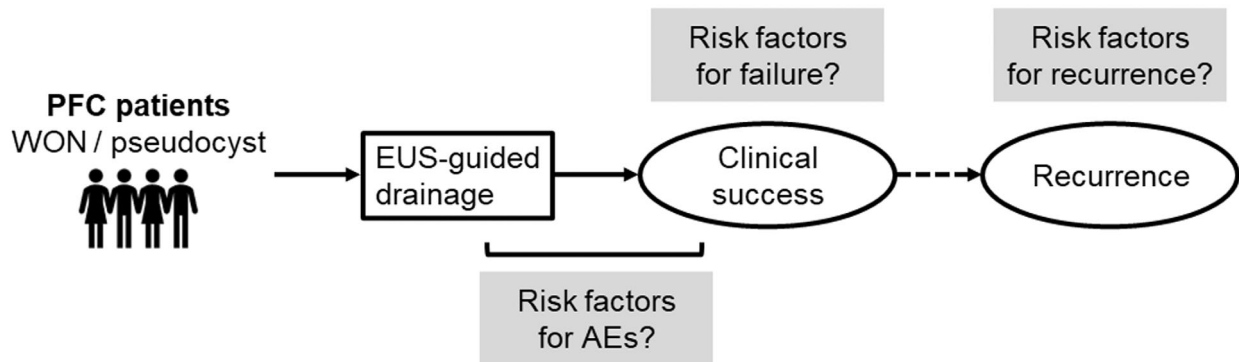 Risk factors
for failure?
Risk factors
for recurrence?
PFC patients
WON / pseudocyst
EUS-guided
drainage
Clinical
success
Recurrence
Risk factors
for AEs?